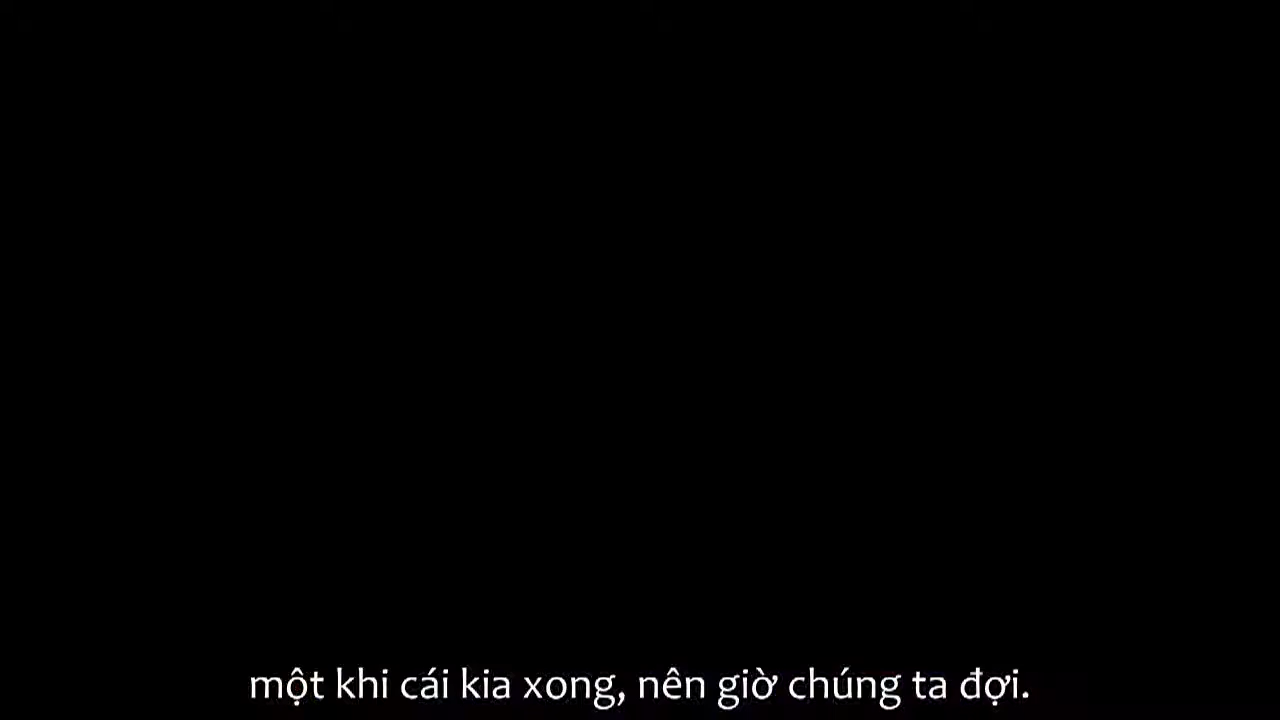 một khi cái kia xong, nên giờ chúng ta đợi.